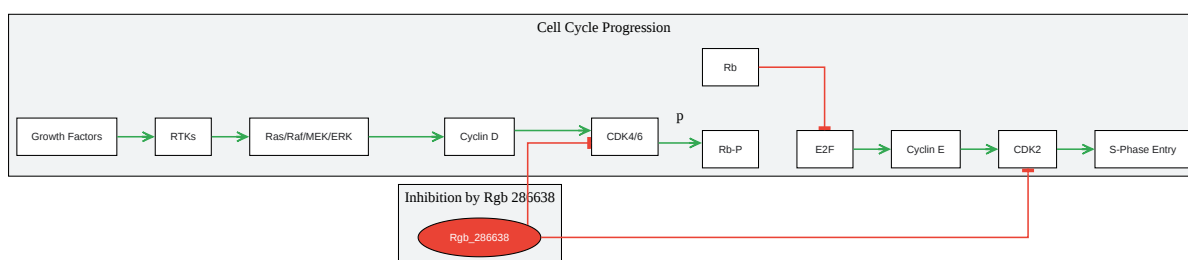 Cell Cycle Progression
Rb
p
Growth Factors
RTKs
Ras/Raf/MEK/ERK
Cyclin D
CDK4/6
Rb-P
E2F
Cyclin E
CDK2
S-Phase Entry
Inhibition by Rgb 286638
Rgb_286638